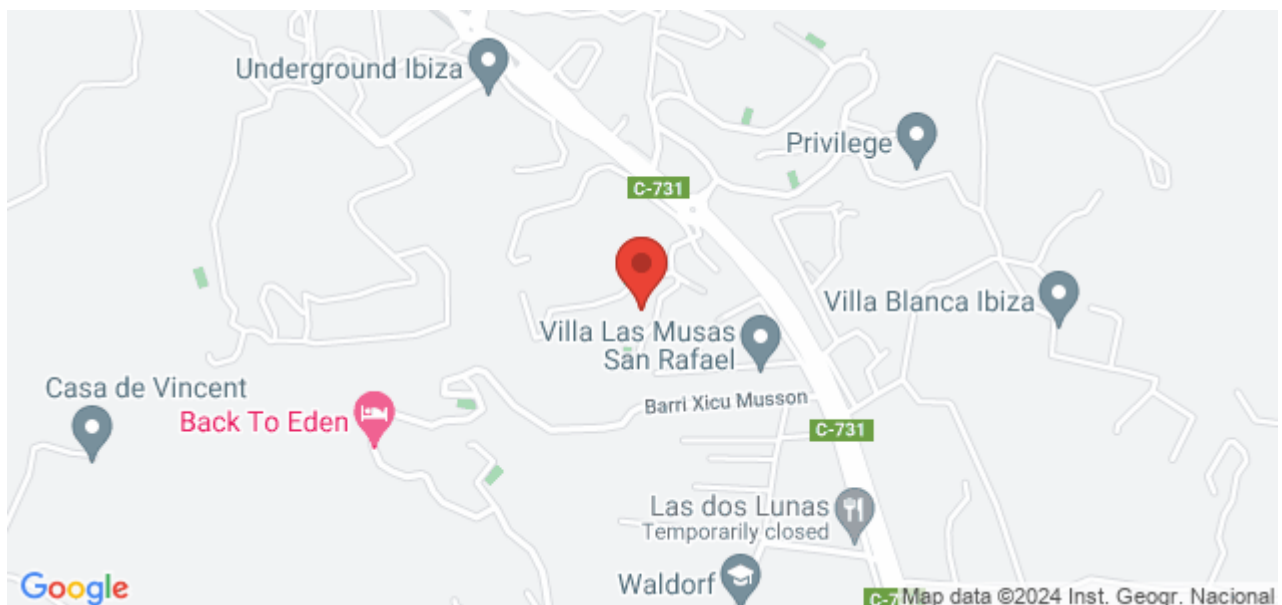 Underground Ibiza
Privilege
C-731
Villa Blanca Ibiza
Villa Las Musas
San Rafael
Casa de Vincent
Back To Eden
Barri Xicu Musson
C-731
Las dos Lunas
Temporarily closed
Waldorf
Google
Map data ©2024 Inst. Geogr. Nacional